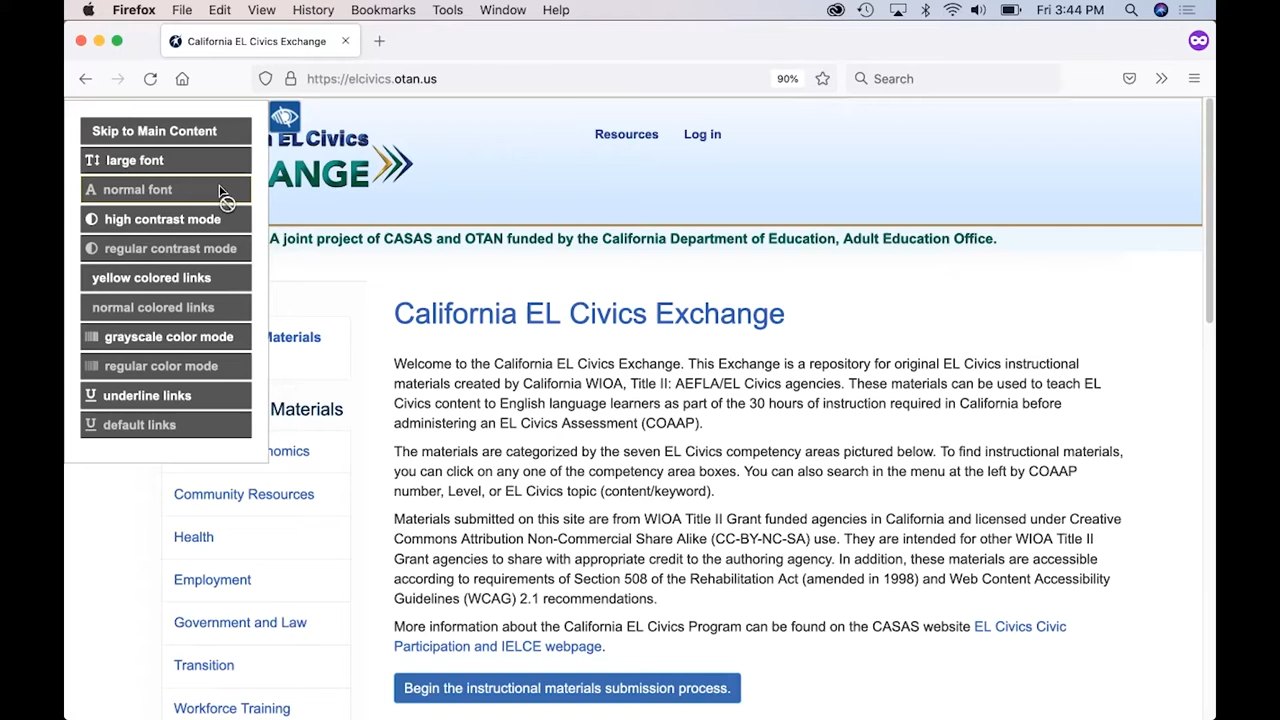 Firefox File Edit View History Bookmarks Tools Window Help Fri 3:44 PM
California EL Civics Exchange
https://elcivics.otan.us 90% Search
Skip to Main Content
large font
normal font
high contrast mode
regular contrast mode
yellow colored links
normal colored links
grayscale color mode
regular color mode
underline links
default links
EL Civics
ANGE
Resources Log in
A joint project of CASAS and OTAN funded by the California Department of Education, Adult Education Office.
Materials
Materials
nomics
Community Resources
Health
Employment
Government and Law
Transition
Workforce Training
California EL Civics Exchange
Welcome to the California EL Civics Exchange. This Exchange is a repository for original EL Civics instructional
materials created by California WIOA, Title II: AEFLA/EL Civics agencies. These materials can be used to teach EL
Civics content to English language learners as part of the 30 hours of instruction required in California before
administering an EL Civics Assessment (COAAP).
The materials are categorized by the seven EL Civics competency areas pictured below. To find instructional materials,
you can click on any one of the competency area boxes. You can also search in the menu at the left by COAAP
number, Level, or EL Civics topic (content/keyword).
Materials submitted on this site are from WIOA Title II Grant funded agencies in California and licensed under Creative
Commons Attribution Non-Commercial Share Alike (CC-BY-NC-SA) use. They are intended for other WIOA Title II
Grant agencies to share with appropriate credit to the authoring agency. In addition, these materials are accessible
according to requirements of Section 508 of the Rehabilitation Act (amended in 1998) and Web Content Accessibility
Guidelines (WCAG) 2.1 recommendations.
More information about the California EL Civics Program can be found on the CASAS website EL Civics Civic
Participation and IELCE webpage.
Begin the instructional materials submission process.